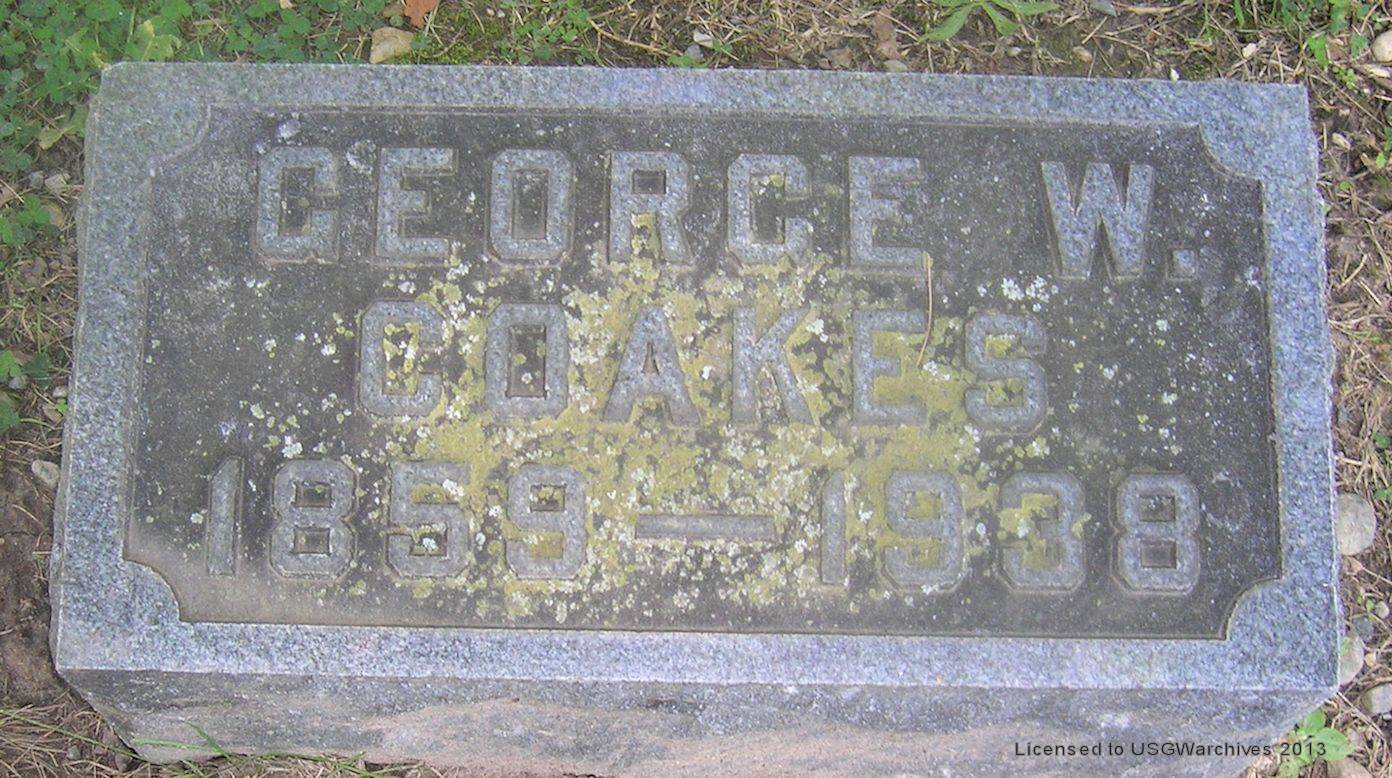 GEORGE W.
COAKES
1859 — 1938
Licensed to USGWarchives 2013